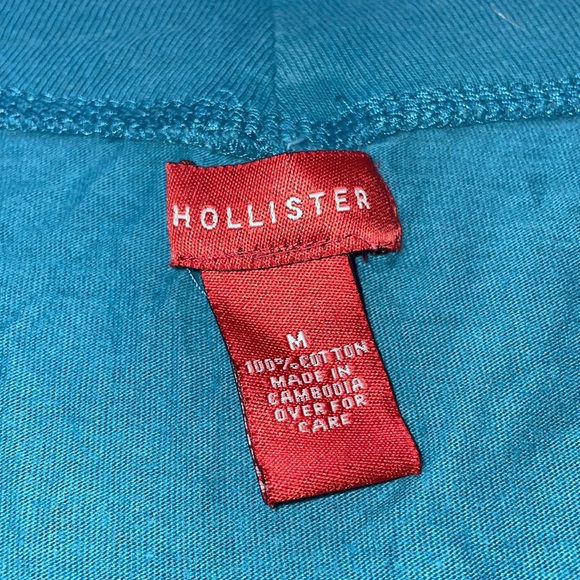 HOLLISTER
M
100% COTTON
MADE IN
CAMBODIA
OVER FOR
CARE